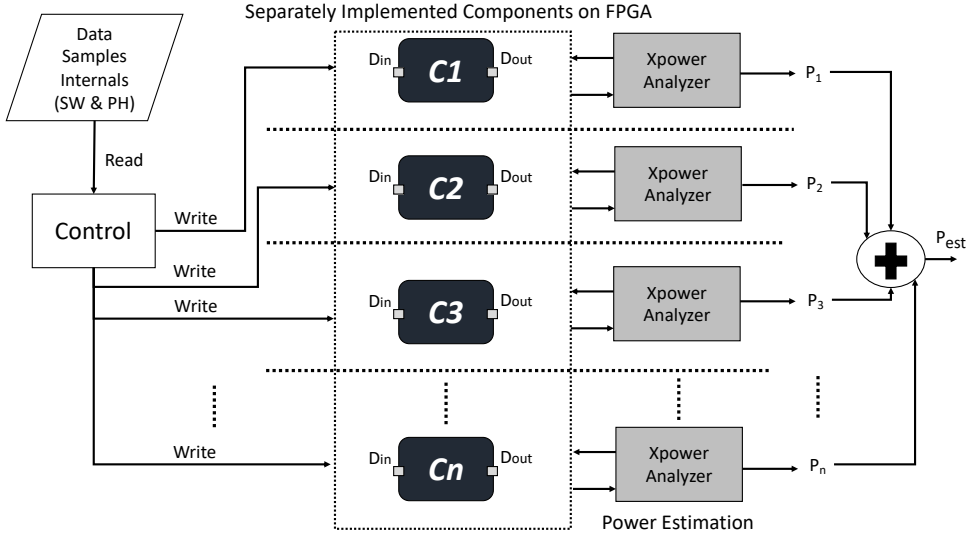 Separately Implemented Components on FPGA
Data
Samples
Internals
(SW & PH)
Read
Control
Write
Write
Write
Write
Din
C1
Dout
Xpower
Analyzer
P1
Din
C2
Dout
Xpower
Analyzer
P2
Din
C3
Dout
Xpower
Analyzer
P3
Din
Cn
Dout
Xpower
Analyzer
Pn
Pest
Power Estimation